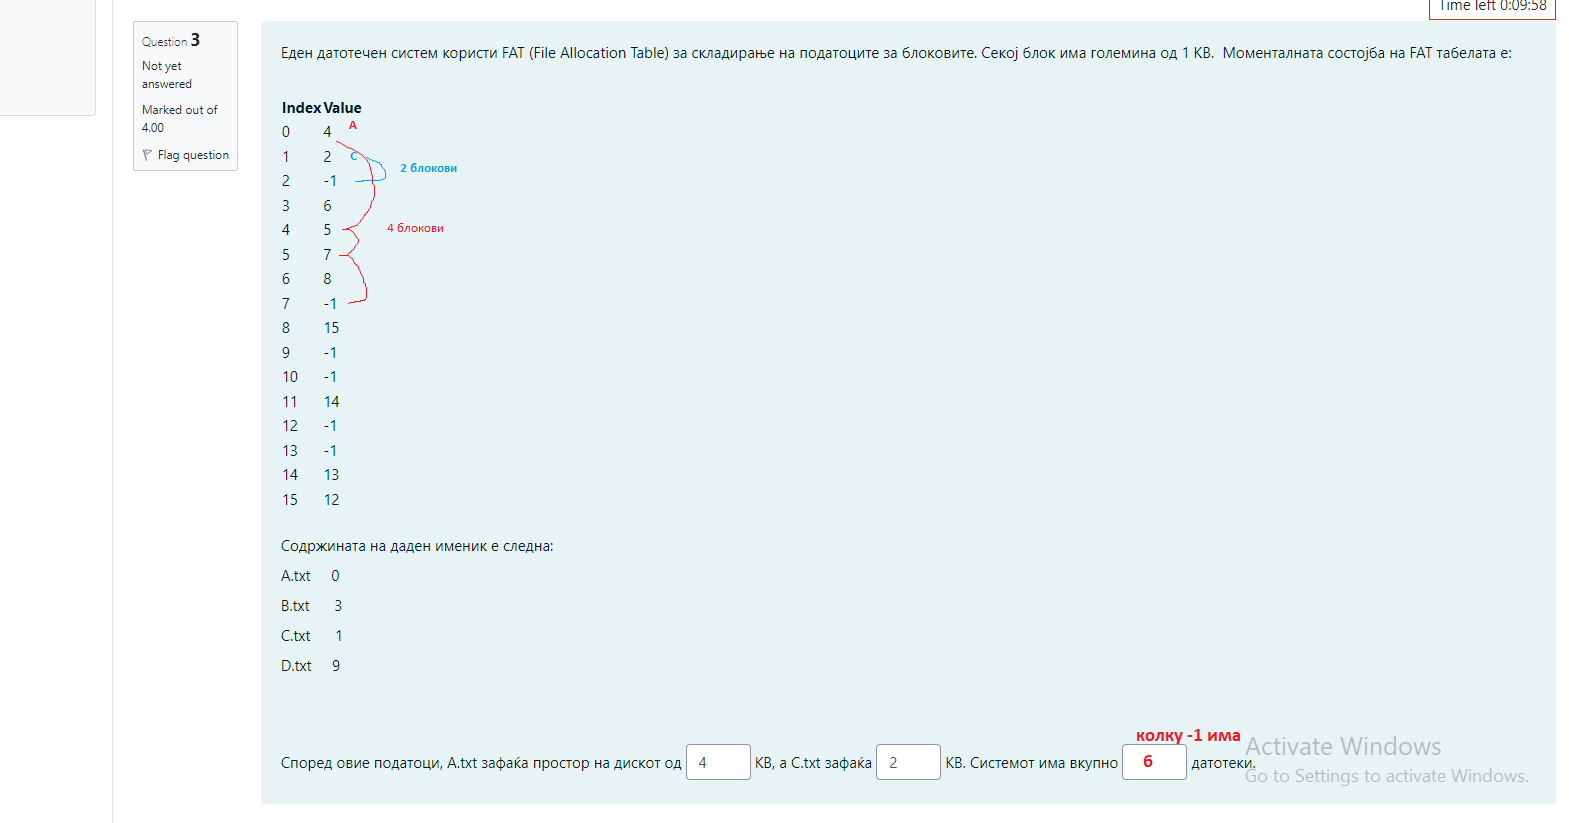 Time left 0:09:58
Question 3
Not yet
answered
Marked out of
4.00
Flag question
Еден датотечен систем користи FAT (File Allocation Table) за складирање на податоците за блоковите. Секој блок има големина од 1 KB. Моменталната состојба на FAT табелата е:
Index Value
0 4 A
1 2 C
2 блокови
2 -1
3 6
4 5 4 блокови
5 7
6 8
7 -1
8 15
9 -1
10 -1
11 14
12 -1
13 -1
14 13
15 12
Содржината на даден именик е следна:
A.txt 0
B.txt 3
C.txt 1
D.txt 9
колку -1 има
Според овие податоци, A.txt зафаќа простор на дискот од 4 KB, а C.txt зафаќа 2 KB. Системот има вкупно 6 датотеки.
Activate Windows
Go to Settings to activate Windows.